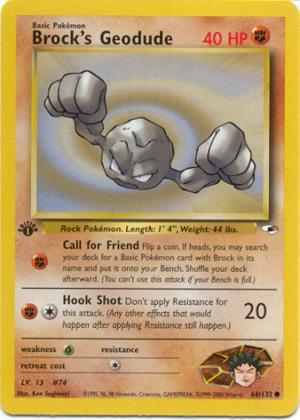 Basic Pokémon
Brock's Geodude 40 HP
EDITION
1
Rock Pokémon. Length: 1' 4", Weight: 44 lbs.
Call for Friend Flip a coin. If heads, you may search
your deck for a Basic Pokémon card with Brock in its
name and put it onto your Bench. Shuffle your deck
afterward. (You can't use this attack if your Bench is full.)
Hook Shot Don't apply Resistance for
this attack. (Any other effects that would
happen after applying Resistance still happen.)
20
weakness
resistance
retreat cost
LV. 13 #74
Illus. Ken Sugimori
©1995, 96, 98 Nintendo, Creatures, GAMEFREAK. ©1999-2000 Wizards.
66/132